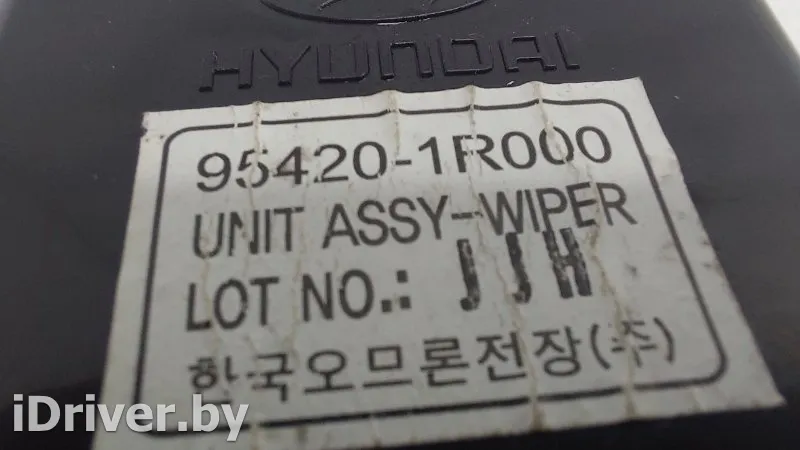 HYUNDAI
95420-1R000
UNIT ASSY-WIPER
LOT NO.: JJH
한국오므론전장(주)
iDriver.by